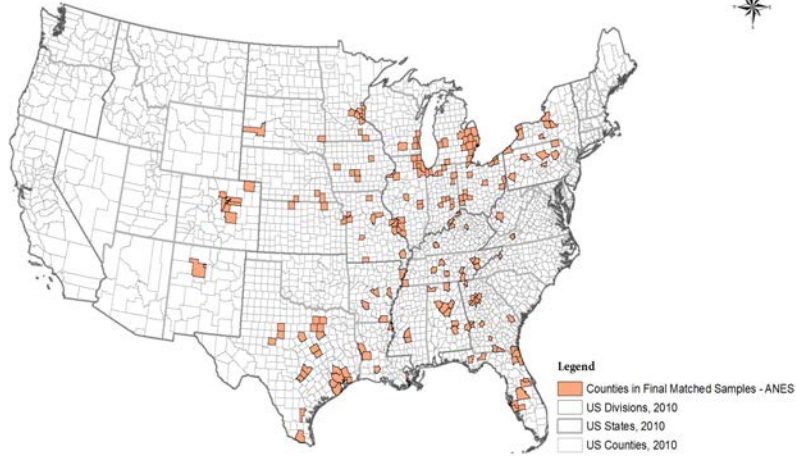 Legend
Counties in Final Matched Samples - ANES
US Divisions, 2010
US States, 2010
US Counties, 2010